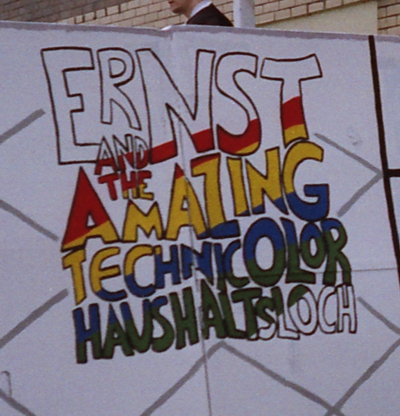 ERNST
AND
THE
AMAZING
TECHNICOLOR
HAUSHALTSLOCH